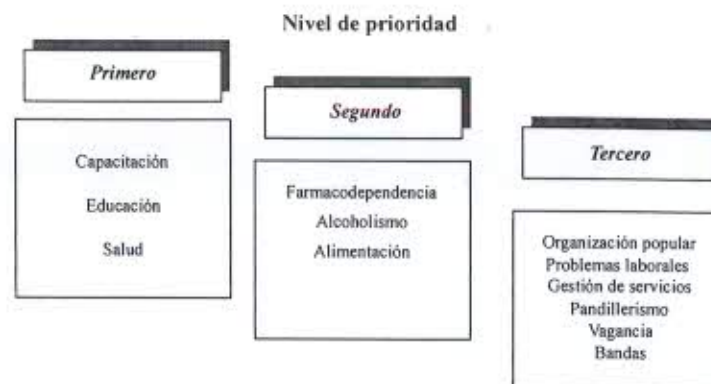 Nivel de prioridad
Primero
Capacitación
Educación
Salud
Segundo
Farmacodependencia
Alcoholismo
Alimentación
Tercero
Organización popular
Problemas laborales
Gestión de servicios
Pandillerismo
Vagancia
Bandas